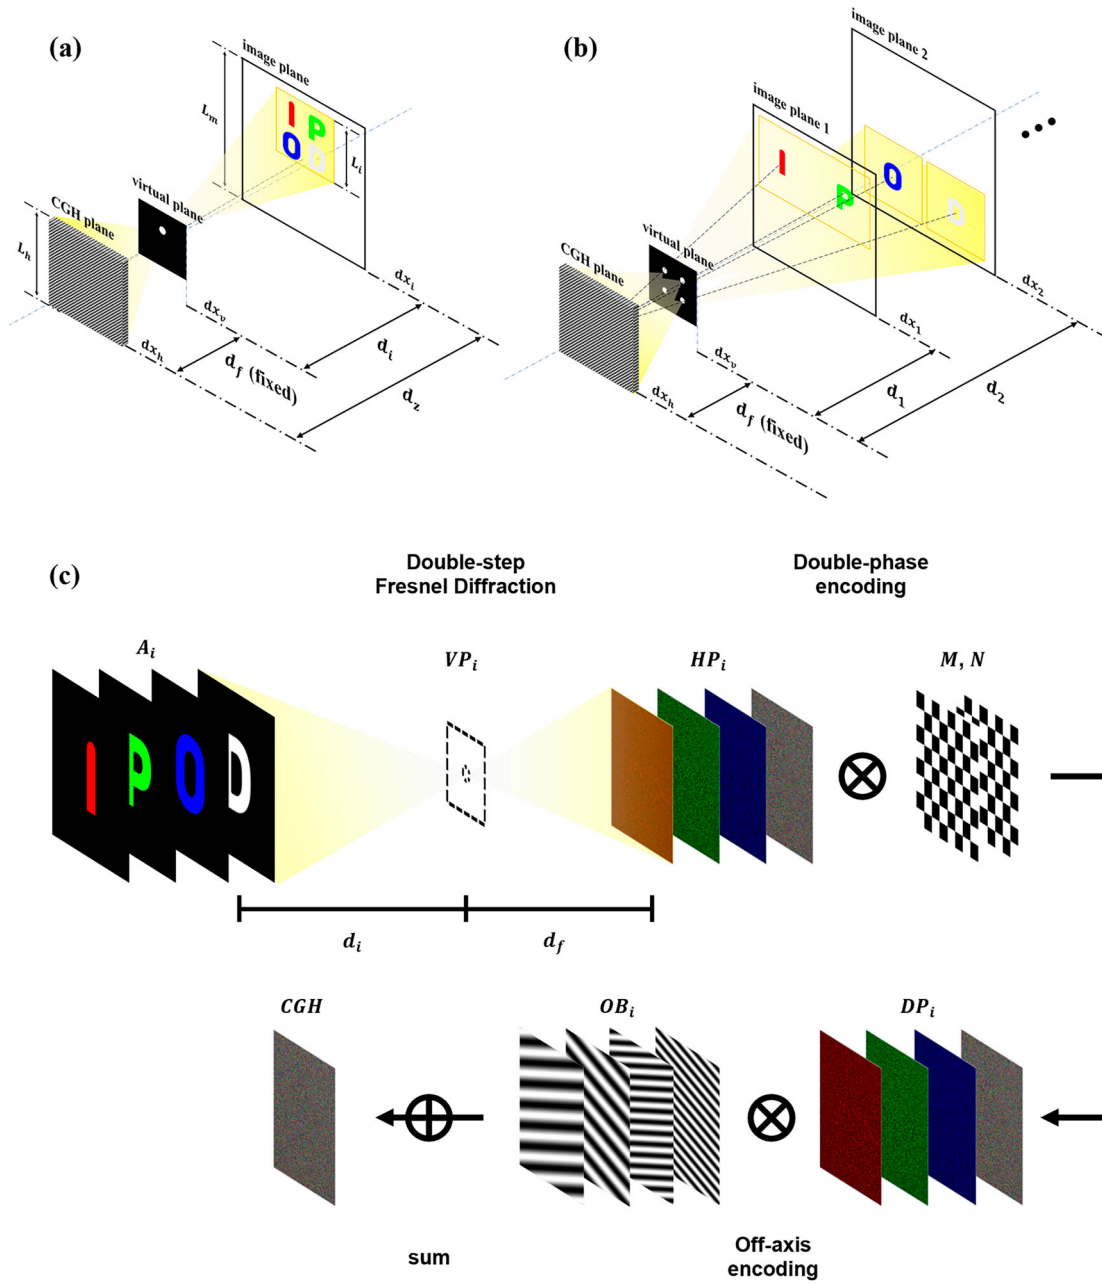 (a)
image plane
L_m
I P
O D
L_i
virtual plane
CGH plane
L_h
dx_i
dx_v
d_i
dx_h
d_f (fixed)
d_z
(b)
image plane 2
image plane 1
I
P
O
D
virtual plane
CGH plane
dx_2
dx_1
dx_v
d_1
d_2
dx_h
d_f (fixed)
(c)
Double-step
Fresnel Diffraction
Double-phase
encoding
A_i
VP_i
HP_i
M, N
I P O D
d_i
d_f
CGH
OB_i
DP_i
sum
Off-axis
encoding